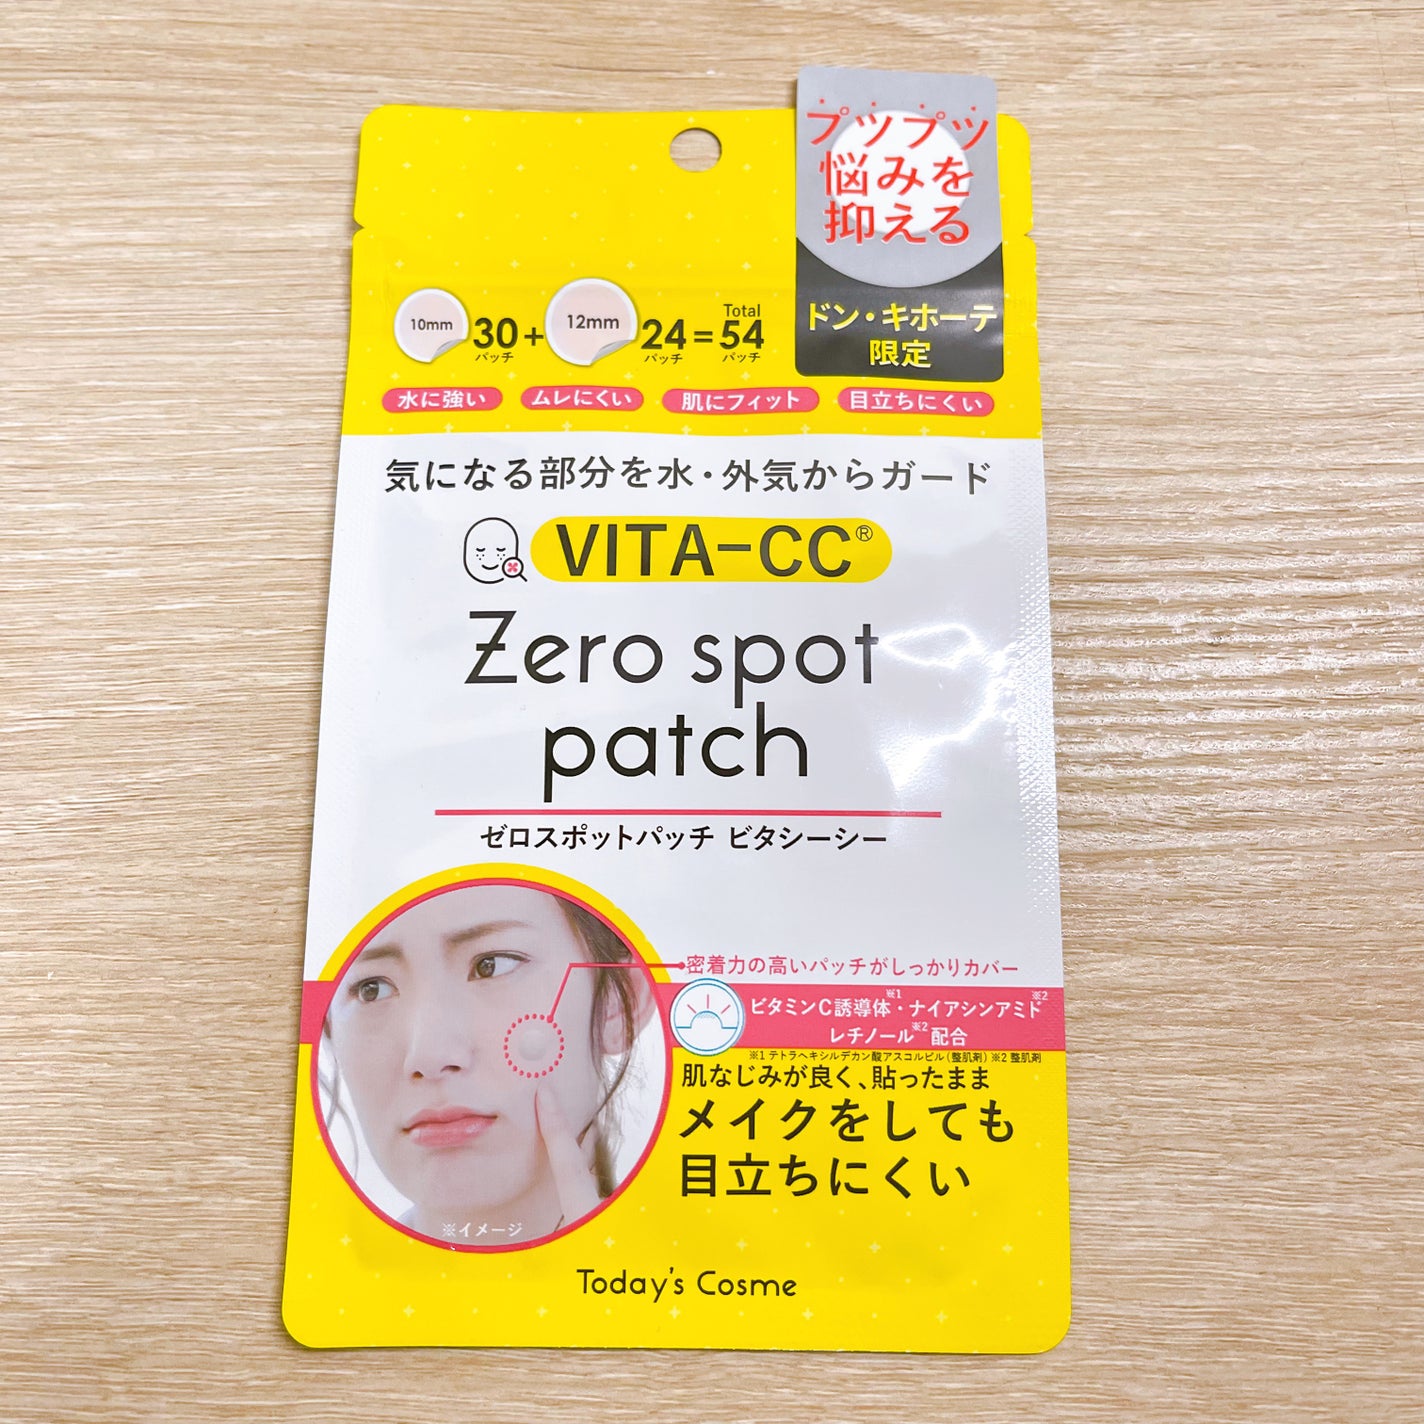 プツプツ
悩みを
抑える
ドン・キホーテ
限定
10mm 30パッチ + 12mm 24パッチ = Total 54パッチ
水に強い ムレにくい 肌にフィット 目立ちにくい
気になる部分を水・外気からガード
VITA-CC®
Zero spot
patch
ゼロスポットパッチ ビタシーシー
密着力の高いパッチがしっかりカバー
ビタミンC誘導体※1・ナイアシンアミド※2
レチノール※2配合
※1 テトラヘキシルデカン酸アスコルビル(整肌剤) ※2 整肌剤
肌なじみが良く、貼ったまま
メイクをしても
目立ちにくい
※イメージ
Today's Cosme